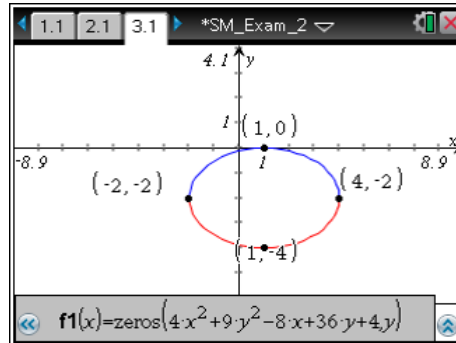 1.1 2.1 3.1 *SM_Exam_2
4.1 y
1 (1,0)
x
-8.9 1 8.9
(-2,-2) (4,-2)
(1,-4)
f1(x)=zeros(4·x²+9·y²-8·x+36·y+4,y)